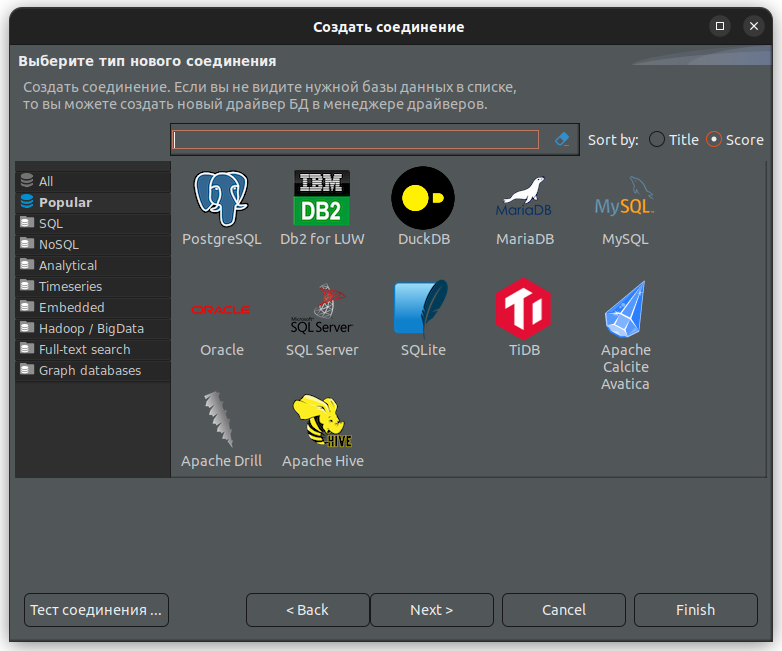 Создать соединение
Выберите тип нового соединения
Создать соединение. Если вы не видите нужной базы данных в списке,
то вы можете создать новый драйвер БД в менеджере драйверов.
Sort by: Title Score
All
Popular
SQL
NoSQL
Analytical
Timeseries
Embedded
Hadoop / BigData
Full-text search
Graph databases
IBM
DB2
MariaDB
MySQL
PostgreSQL Db2 for LUW DuckDB MariaDB MySQL
ORACLE
Microsoft
SQL Server
Oracle SQL Server SQLite TiDB Apache
Calcite
Avatica
HIVE
Apache Drill Apache Hive
Тест соединения ... < Back Next > Cancel Finish